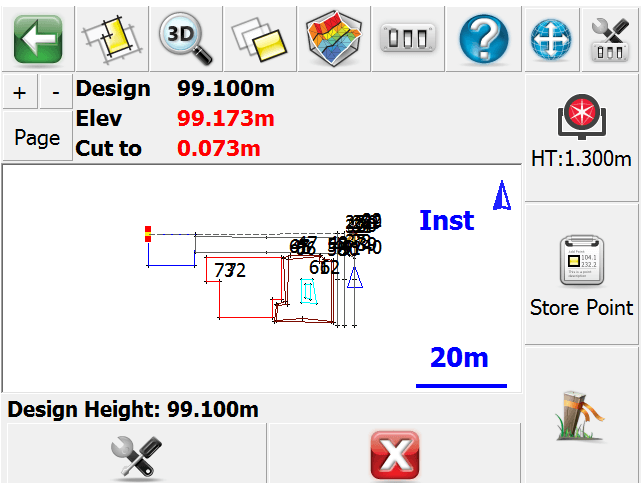 3D
+ -
Page
Design 99.100m
Elev 99.173m
Cut to 0.073m
HT:1.300m
Inst
Store Point
20m
Design Height: 99.100m